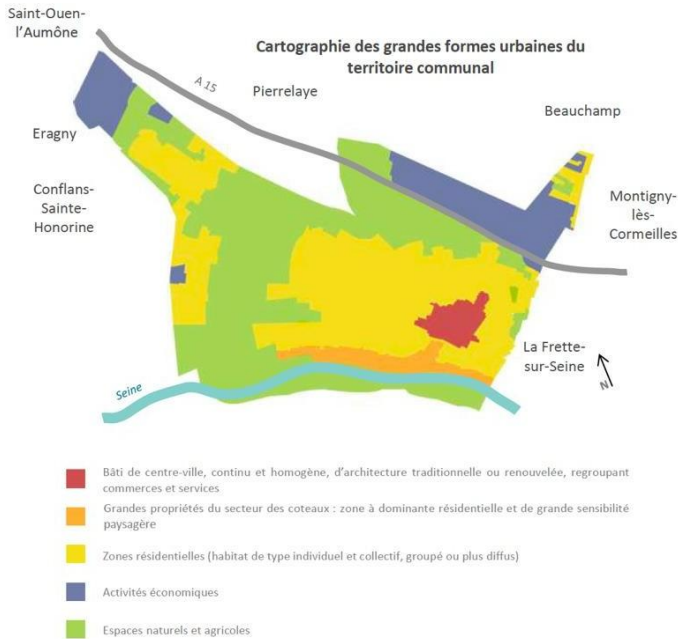 Saint-Ouen-
l'Aumône
Cartographie des grandes formes urbaines du
territoire communal
A 15
Pierrelaye
Beauchamp
Eragny
Conflans-
Sainte-
Honorine
Montigny-
lès-
Cormeilles
La Frette-
sur-Seine
N
Seine
Bâti de centre-ville, continu et homogène, d'architecture traditionnelle ou renouvelée, regroupant
commerces et services
Grandes propriétés du secteur des coteaux : zone à dominante résidentielle et de grande sensibilité
paysagère
Zones résidentielles (habitat de type individuel et collectif, groupé ou plus diffus)
Activités économiques
Espaces naturels et agricoles